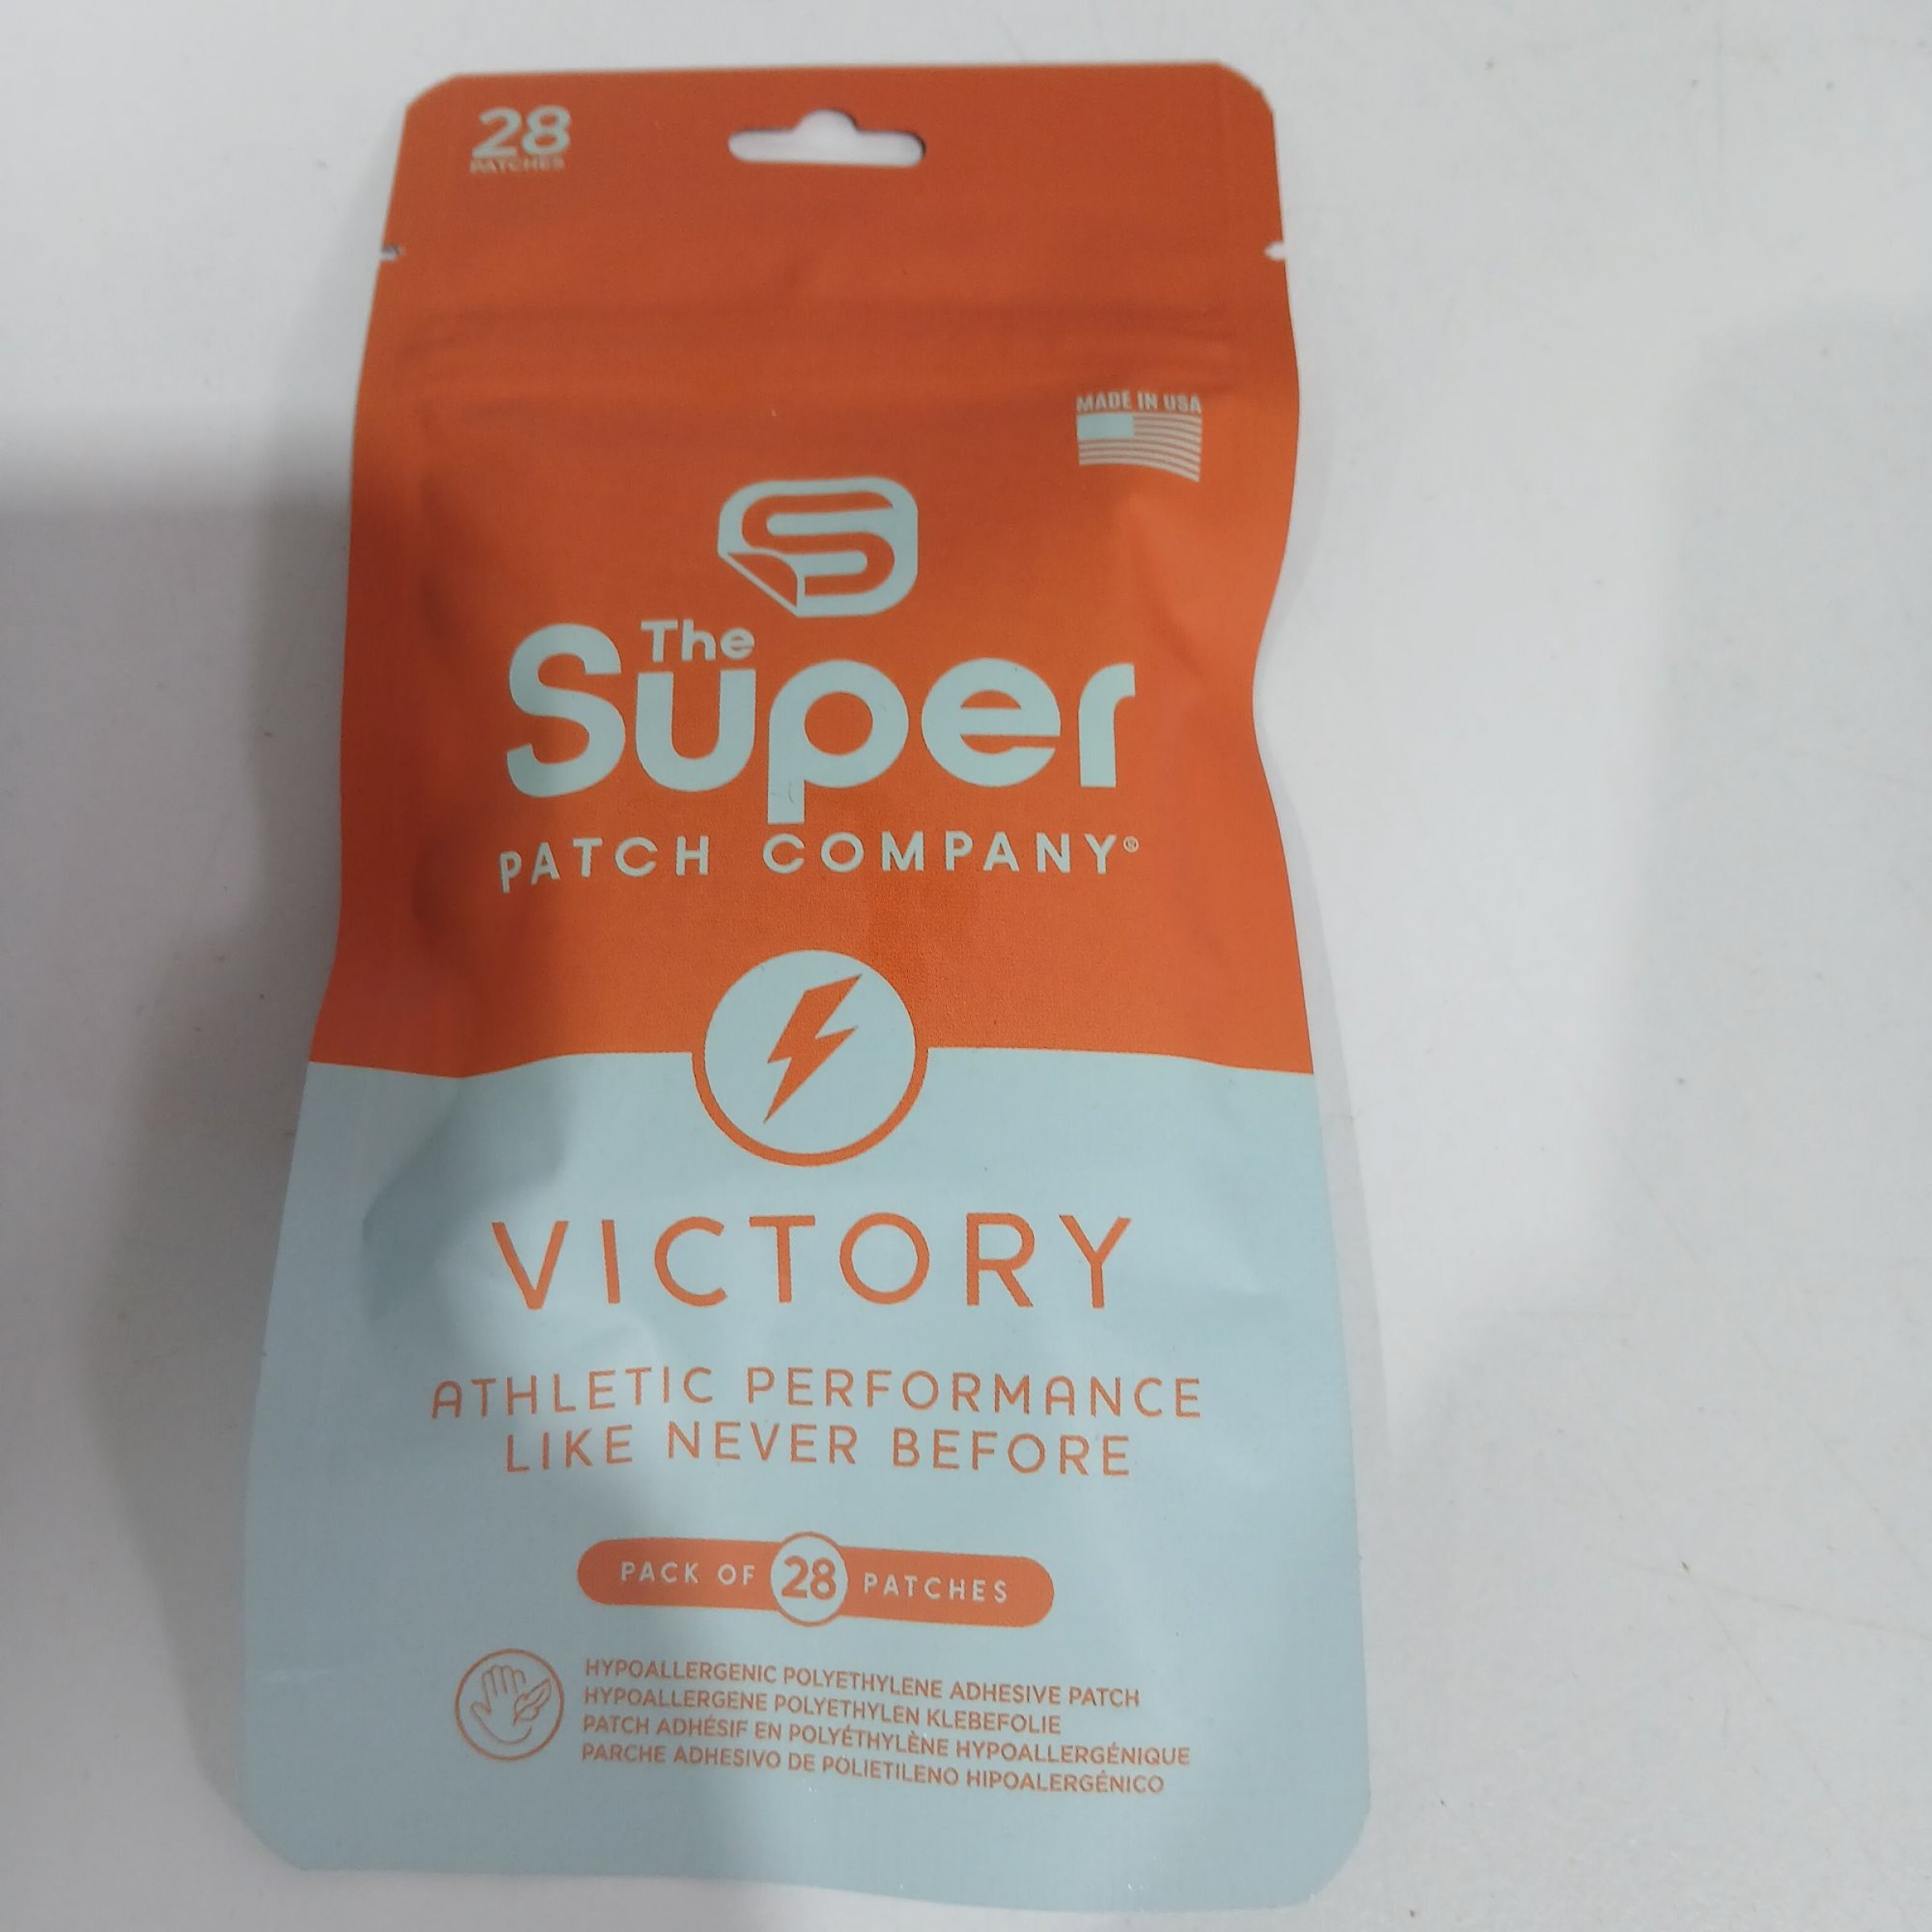 28
PATCHES
MADE IN USA
The
Super
PATCH COMPANY®
VICTORY
ATHLETIC PERFORMANCE
LIKE NEVER BEFORE
PACK OF 28 PATCHES
HYPOALLERGENIC POLYETHYLENE ADHESIVE PATCH
HYPOALLERGENE POLYETHYLEN KLEBEFOLIE
PATCH ADHÉSIF EN POLYÉTHYLÈNE HYPOALLERGÉNIQUE
PARCHE ADHESIVO DE POLIETILENO HIPOALERGÉNICO